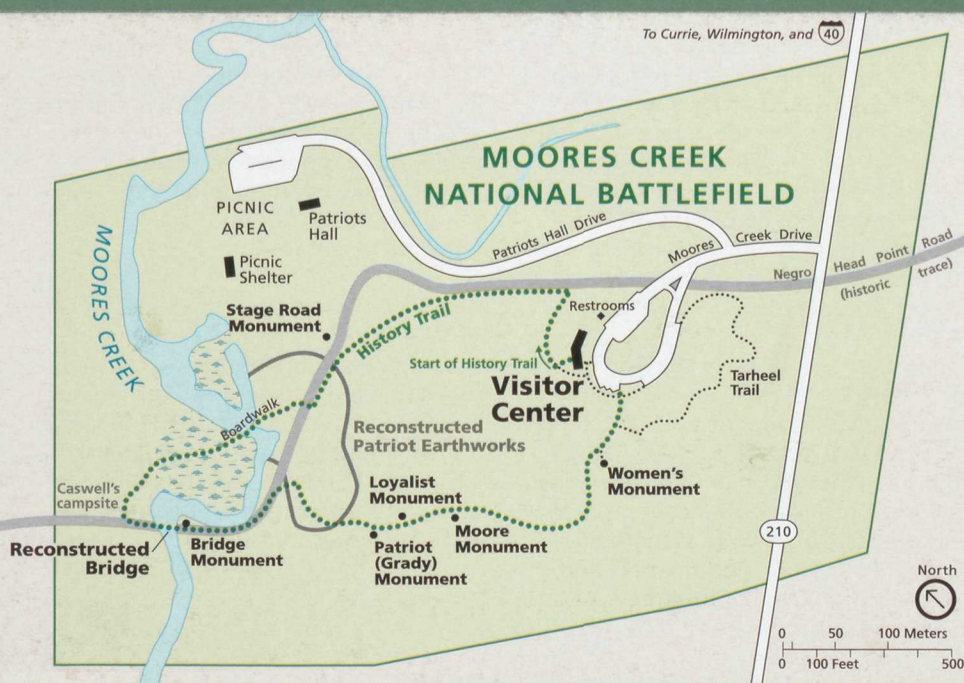 To Currie, Wilmington, and 40
MOORES CREEK
NATIONAL BATTLEFIELD
PICNIC
AREA
Patriots
Hall
Patriots Hall Drive
Moores Creek Drive
Negro Head Point Road
(historic trace)
MOORES CREEK
Picnic
Shelter
Stage Road
Monument
History Trail
Restrooms
Start of History Trail
Visitor
Center
Tarheel
Trail
Boardwalk
Reconstructed
Patriot Earthworks
Caswell's
campsite
Loyalist
Monument
Women's
Monument
Reconstructed
Bridge
Bridge
Monument
Patriot
(Grady)
Monument
Moore
Monument
210
North
0 50 100 Meters
0 100 Feet 500